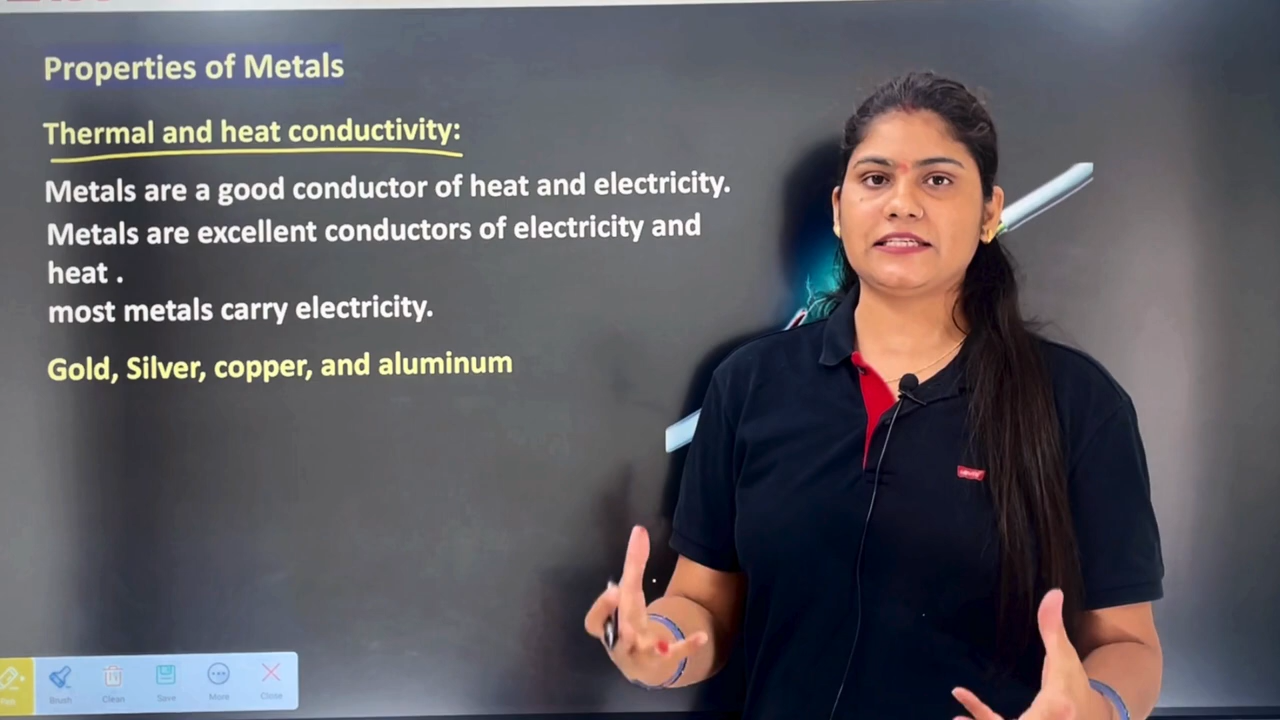 Properties of Metals
Thermal and heat conductivity:
Metals are a good conductor of heat and electricity.
Metals are excellent conductors of electricity and
heat .
most metals carry electricity.
Gold, Silver, copper, and aluminum
Brush Clean Save More Close